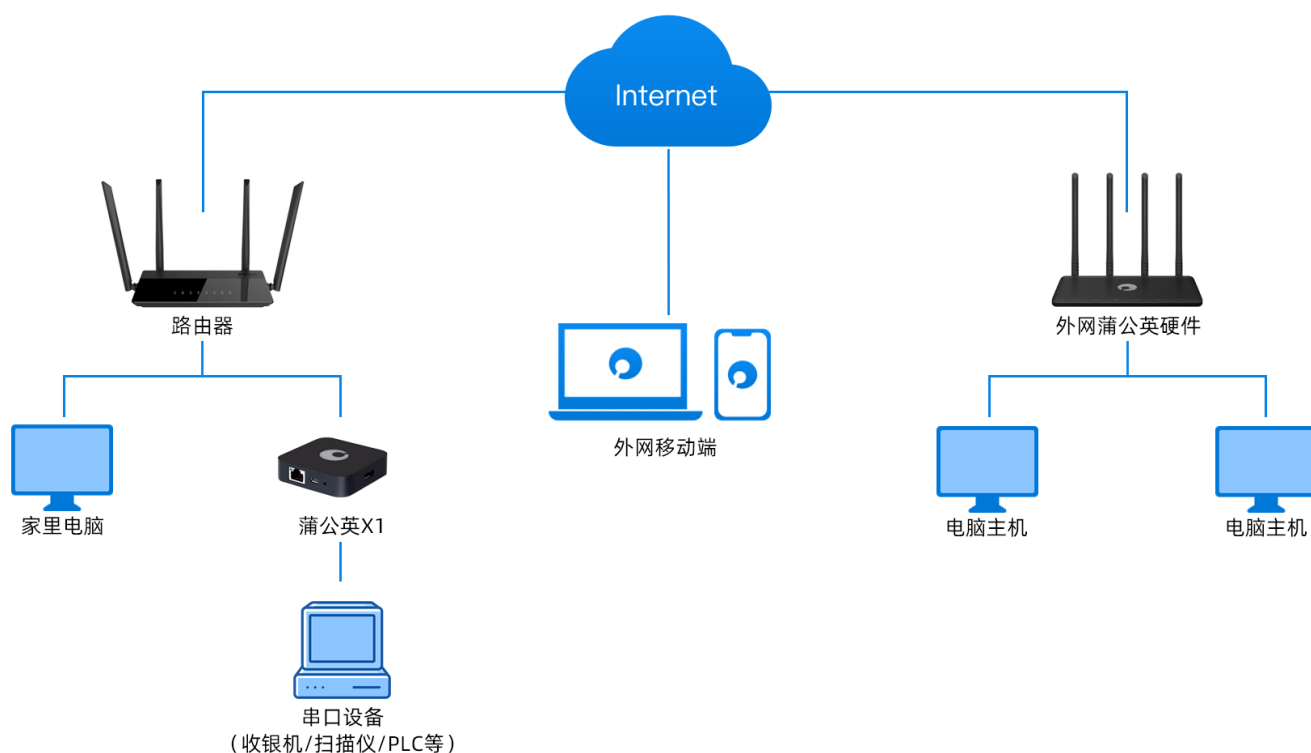 Internet
路由器
外网蒲公英硬件
外网移动端
家里电脑
蒲公英X1
电脑主机
电脑主机
串口设备
(收银机/扫描仪/PLC等)